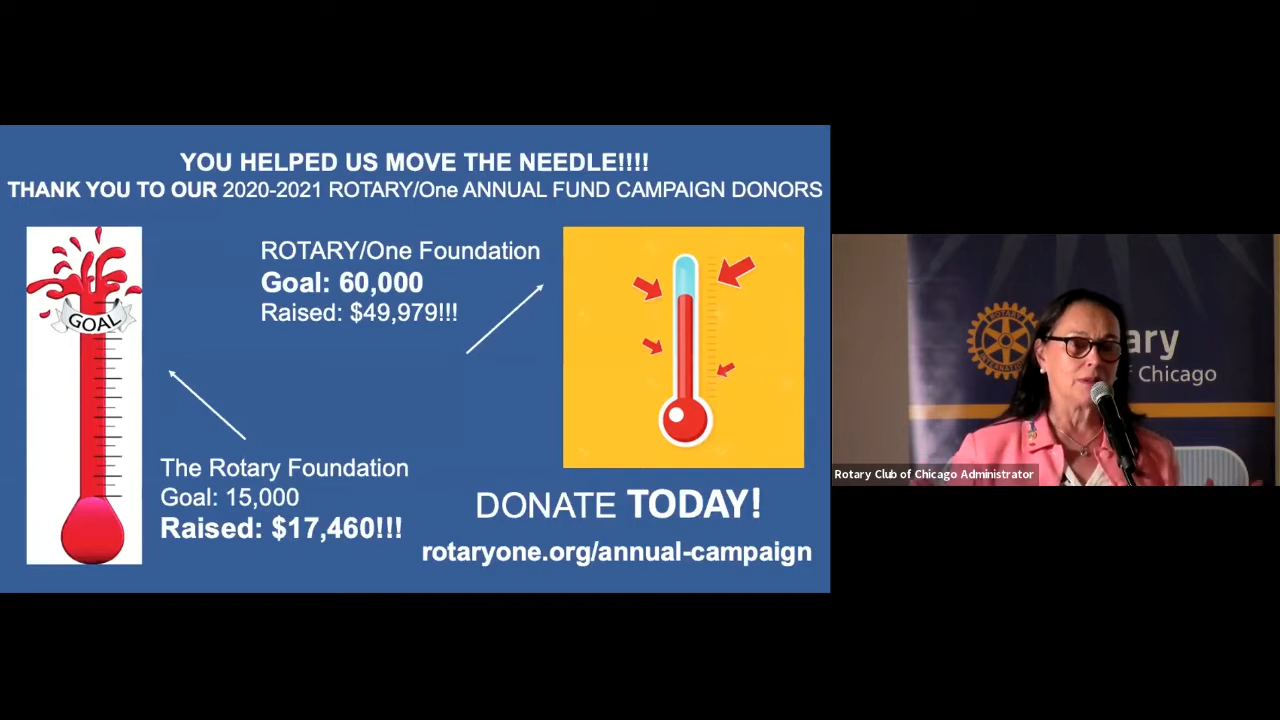 YOU HELPED US MOVE THE NEEDLE!!!!
THANK YOU TO OUR 2020-2021 ROTARY/One ANNUAL FUND CAMPAIGN DONORS
ROTARY/One Foundation
Goal: 60,000
Raised: $49,979!!!
GOAL
The Rotary Foundation
Goal: 15,000
Raised: $17,460!!!
DONATE TODAY!
rotaryone.org/annual-campaign
ROTARY
INTERNATIONAL
ary
of Chicago
Rotary Club of Chicago Administrator